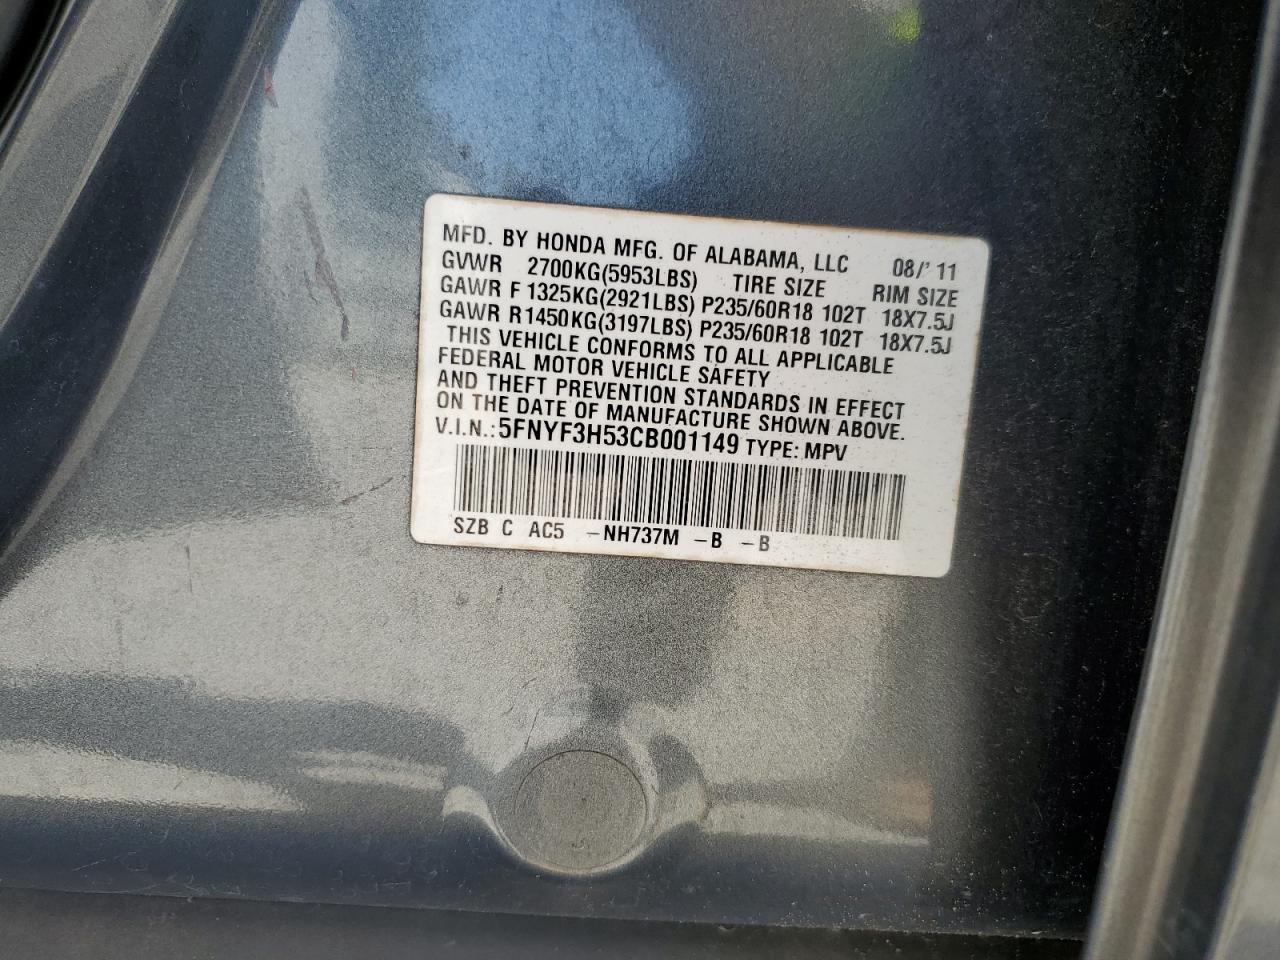 MFD. BY HONDA MFG. OF ALABAMA, LLC 08/'11
GVWR 2700KG(5953LBS) TIRE SIZE RIM SIZE
GAWR F 1325KG(2921LBS) P235/60R18 102T 18X7.5J
GAWR R 1450KG(3197LBS) P235/60R18 102T 18X7.5J
THIS VEHICLE CONFORMS TO ALL APPLICABLE
FEDERAL MOTOR VEHICLE SAFETY
AND THEFT PREVENTION STANDARDS IN EFFECT
ON THE DATE OF MANUFACTURE SHOWN ABOVE.
V.I.N.: 5FNYF3H53CB001149 TYPE: MPV
SZB C AC5 -NH737M -B -B